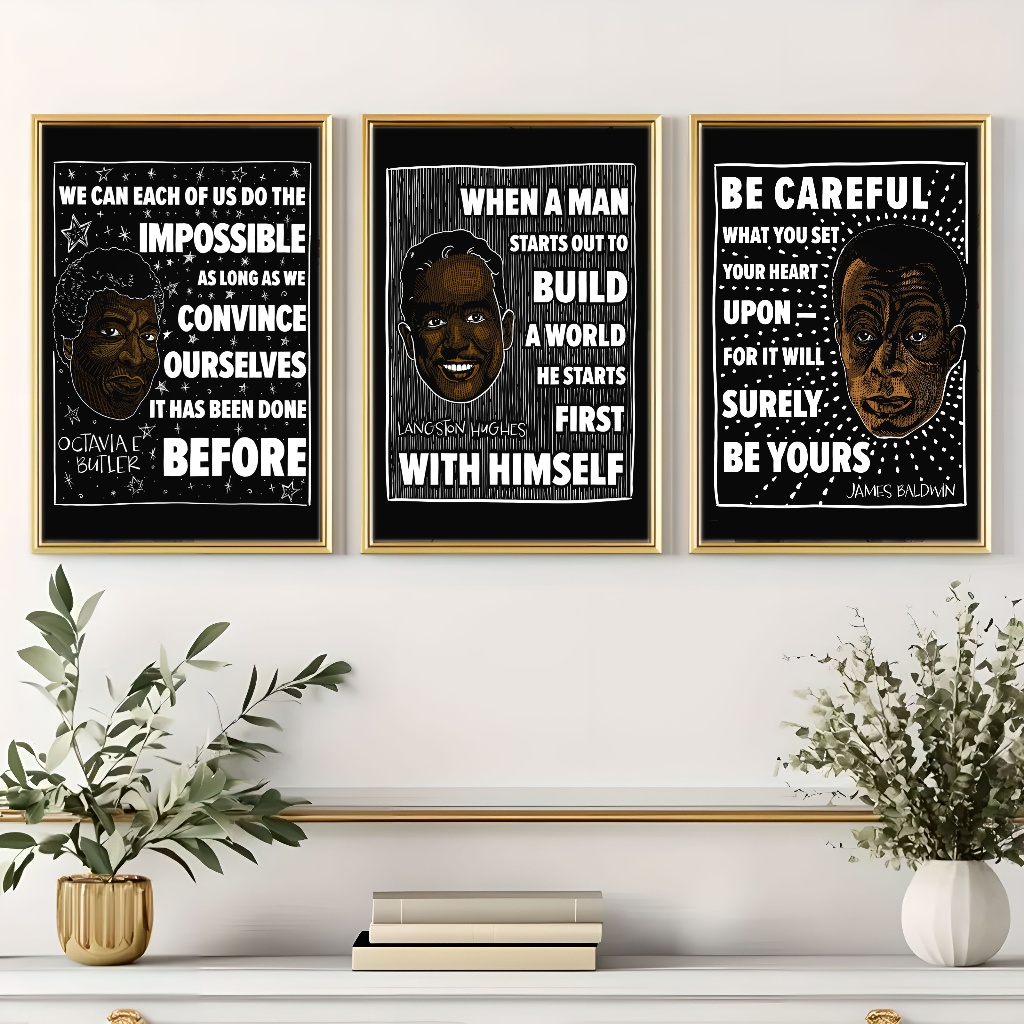 WE CAN EACH OF US DO THE
IMPOSSIBLE
AS LONG AS WE
CONVINCE
OURSELVES
IT HAS BEEN DONE
BEFORE
OCTAVIA E.
BUTLER
WHEN A MAN
STARTS OUT TO
BUILD
A WORLD
HE STARTS
FIRST
WITH HIMSELF
LANGSTON HUGHES
BE CAREFUL
WHAT YOU SET
YOUR HEART
UPON —
FOR IT WILL
SURELY
BE YOURS
JAMES BALDWIN